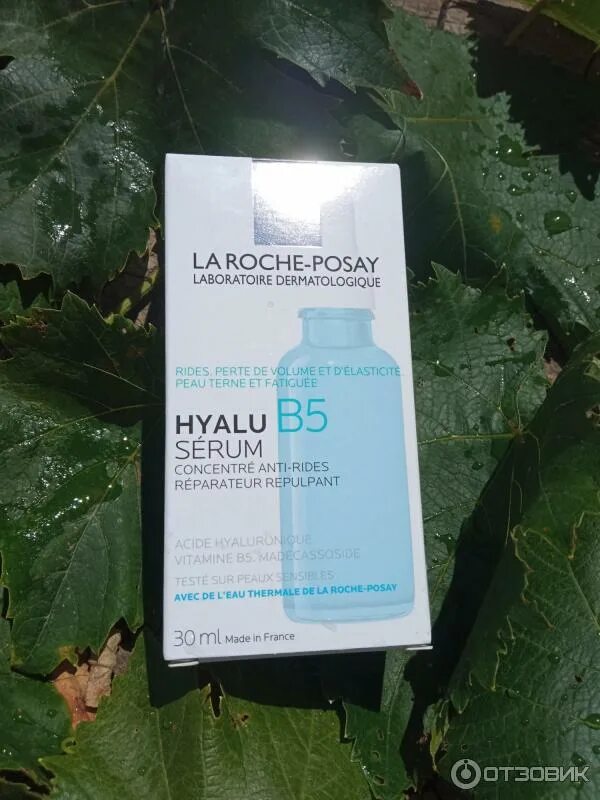 LA ROCHE-POSAY
LABORATOIRE DERMATOLOGIQUE
RIDES, PERTE DE VOLUME ET D'ÉLASTICITÉ
PEAU TERNE ET FATIGUÉE
HYALU B5
SÉRUM
CONCENTRÉ ANTI-RIDES
RÉPARATEUR REPULPANT
ACIDE HYALURONIQUE
VITAMINE B5, MADECASSOSIDE
TESTÉ SUR PEAUX SENSIBLES
AVEC DE L'EAU THERMALE DE LA ROCHE-POSAY
30 ml Made in France
ОТЗОВИК